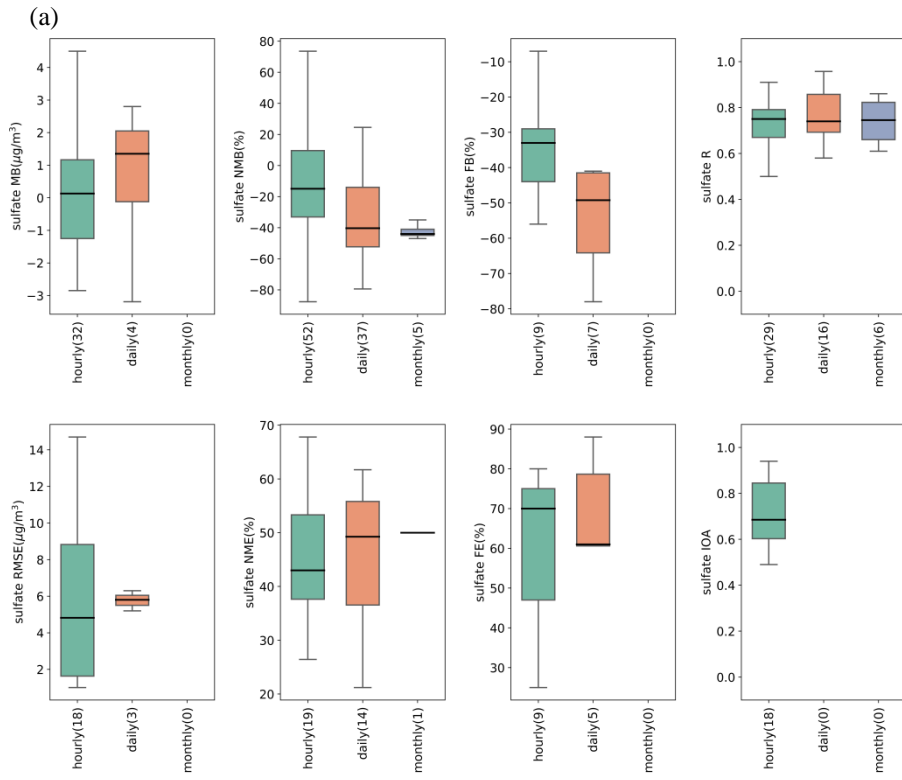 (a)
sulfate MB(μg/m³)
4
3
2
1
0
−1
−2
−3
hourly(32)
daily(4)
monthly(0)
sulfate NMB(%)
80
60
40
20
0
−20
−40
−60
−80
hourly(52)
daily(37)
monthly(5)
sulfate FB(%)
−10
−20
−30
−40
−50
−60
−70
−80
hourly(9)
daily(7)
monthly(0)
sulfate R
1.0
0.8
0.6
0.4
0.2
0.0
hourly(29)
daily(16)
monthly(6)
sulfate RMSE(μg/m³)
14
12
10
8
6
4
2
hourly(18)
daily(3)
monthly(0)
sulfate NME(%)
70
60
50
40
30
20
hourly(19)
daily(14)
monthly(1)
sulfate FE(%)
90
80
70
60
50
40
30
hourly(9)
daily(5)
monthly(0)
sulfate IOA
1.0
0.8
0.6
0.4
0.2
0.0
hourly(18)
daily(0)
monthly(0)